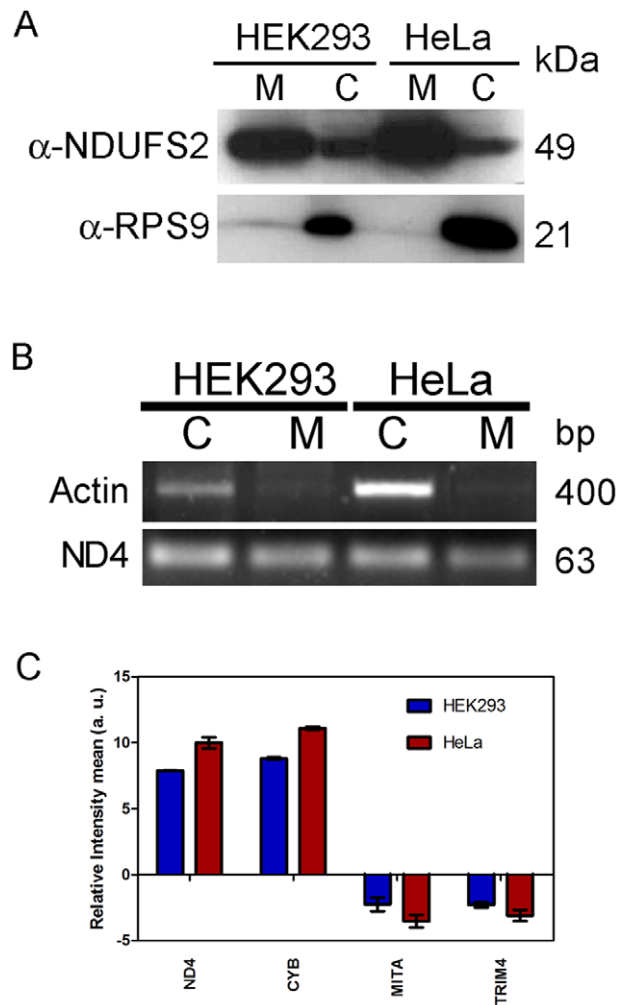 A
HEK293 HeLa kDa
M C M C
α-NDUFS2 49
α-RPS9 21
B
HEK293 HeLa
C M C M bp
Actin 400
ND4 63
C
Relative Intensity mean (a. u.)
15
10
5
0
-5
HEK293
HeLa
ND4 CYB MITA TRIM4